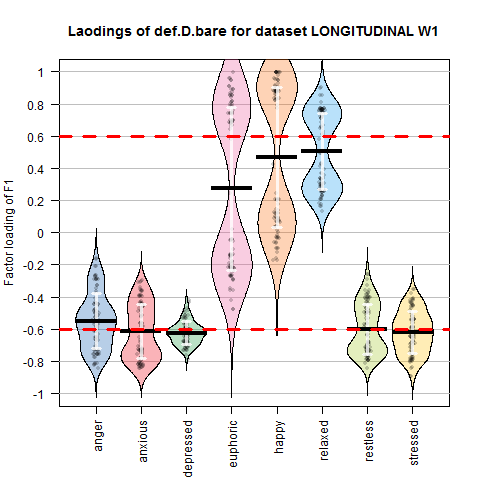 Laodings of def.D.bare for dataset LONGITUDINAL W1
Factor loading of F1
1
0.8
0.6
0.4
0.2
0
-0.2
-0.4
-0.6
-0.8
-1
anger
anxious
depressed
euphoric
happy
relaxed
restless
stressed